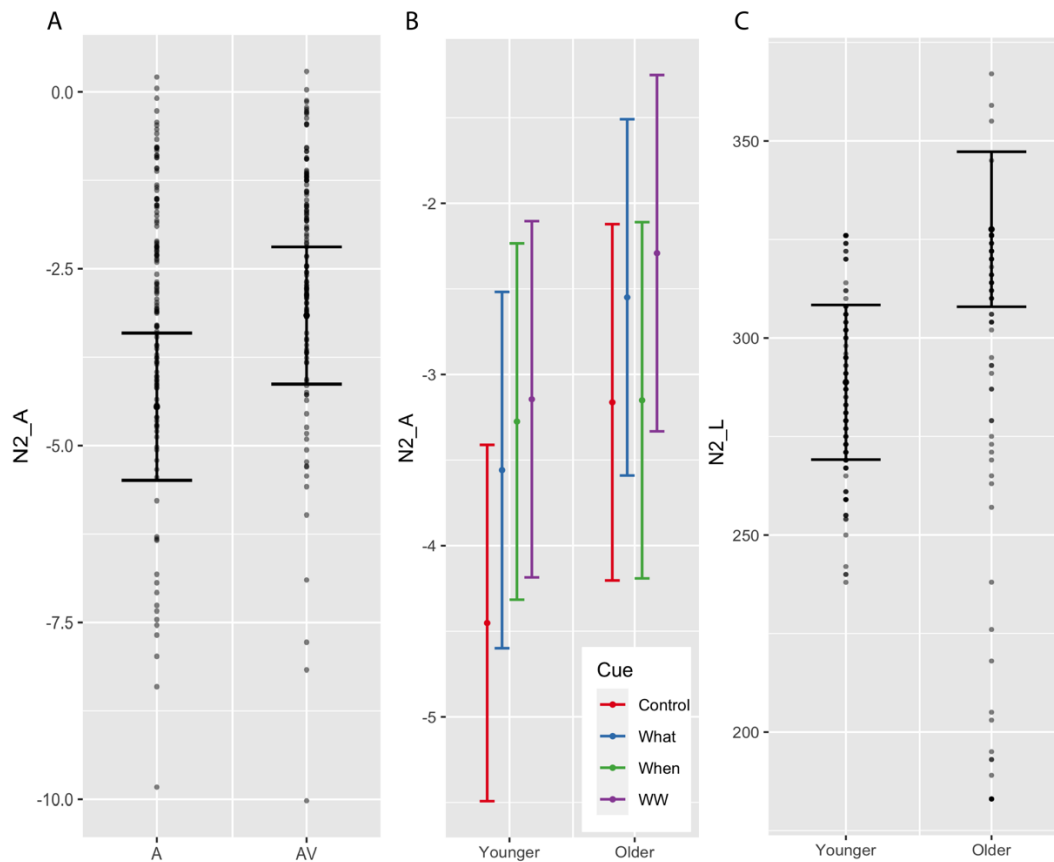 A
N2_A
0.0
-2.5
-5.0
-7.5
-10.0
A AV
B
N2_A
-2
-3
-4
-5
Younger Older
Cue
Control
What
When
WW
C
N2_L
350
300
250
200
Younger Older